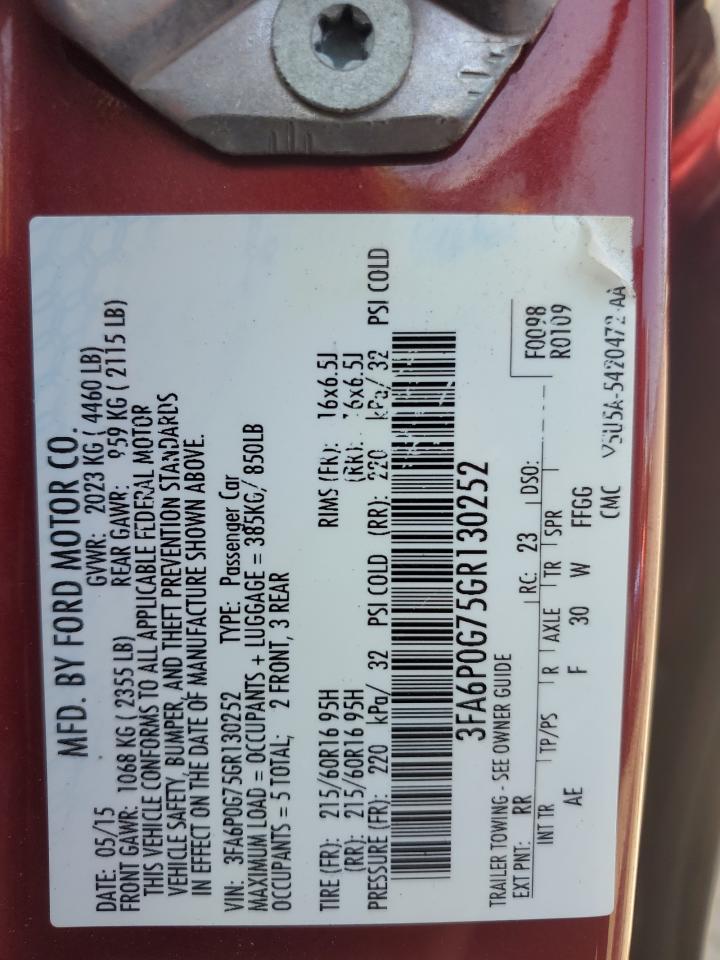 MFD. BY FORD MOTOR CO.
DATE: 05/15 GVWR: 2023 KG ( 4460 LB)
FRONT GAWR: 1068 KG ( 2355 LB) REAR GAWR: 959 KG ( 2115 LB)
THIS VEHICLE CONFORMS TO ALL APPLICABLE FEDERAL MOTOR
VEHICLE SAFETY, BUMPER, AND THEFT PREVENTION STANDARDS
IN EFFECT ON THE DATE OF MANUFACTURE SHOWN ABOVE.
VIN: 3FA6P0G75GR130252 TYPE: Passenger Car
MAXIMUM LOAD = OCCUPANTS + LUGGAGE = 385KG/ 850LB
OCCUPANTS = 5 TOTAL; 2 FRONT, 3 REAR
TIRE (FR): 215/60R16 95H RIMS (FR): 16x6.5J
(RR): 215/60R16 95H (RR): 16x6.5J
PRESSURE (FR): 220 kPa/ 32 PSI COLD (RR): 220 kPa/ 32 PSI COLD
3FA6P0G75GR130252
TRAILER TOWING - SEE OWNER GUIDE F0098
EXT PNT: RR RC: 23 DSO: R0109
INT TR TP/PS R AXLE TR SPR
AE F 30 W FFGG
CMC